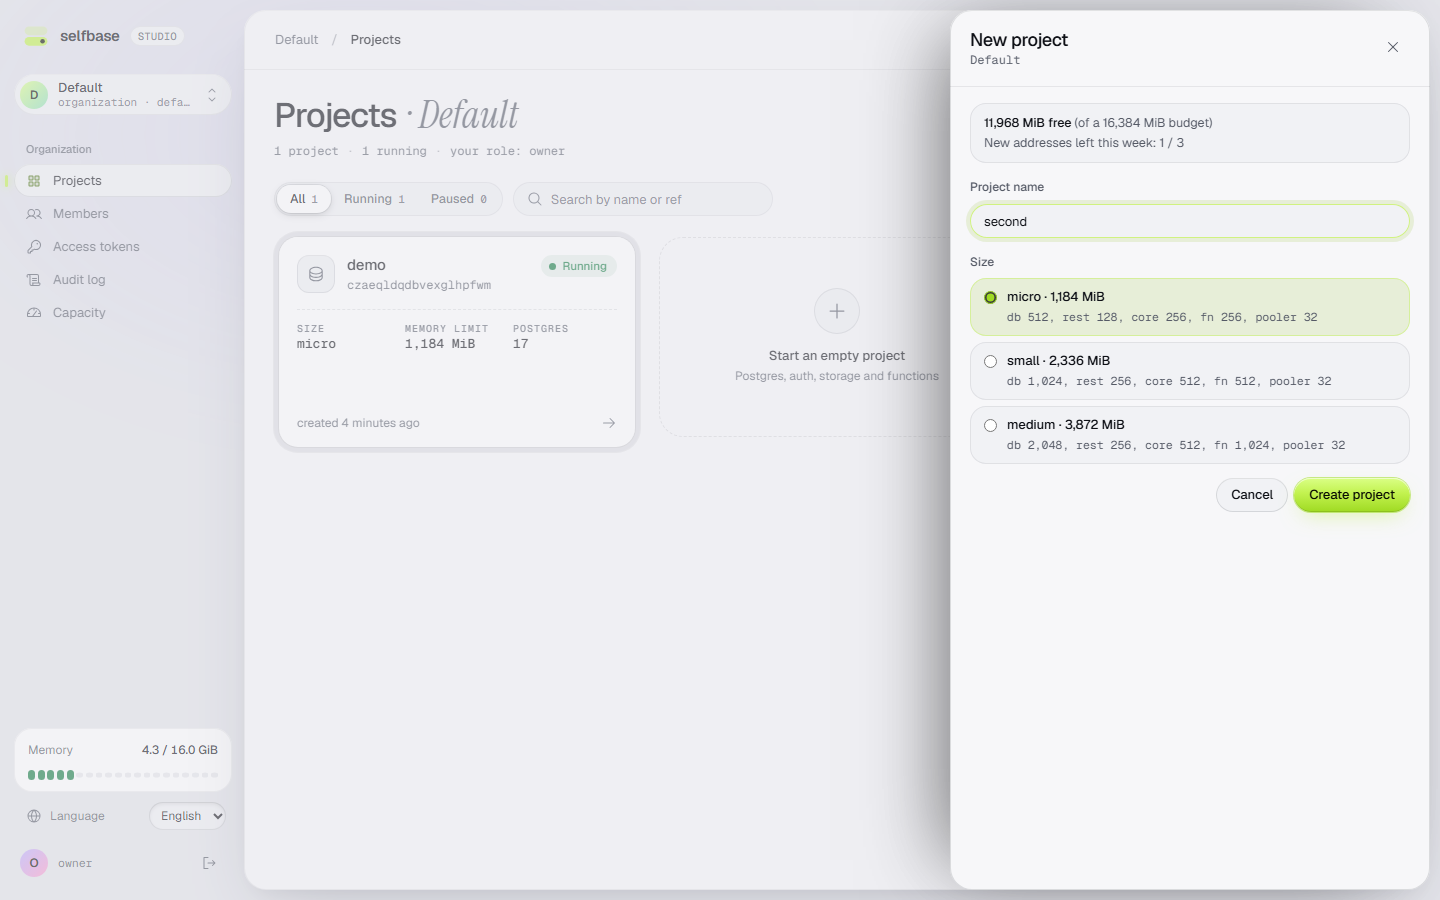 selfbase STUDIO
D
Default
organization · defa…
Organization
Projects
Members
Access tokens
Audit log
Capacity
Memory 4.3 / 16.0 GiB
Language English
O owner
Default / Projects
Projects · Default
1 project · 1 running · your role: owner
All 1 Running 1 Paused 0 Search by name or ref
demo Running
czaeqldqdbvexglhpfwm
SIZE MEMORY LIMIT POSTGRES
micro 1,184 MiB 17
created 4 minutes ago
Start an empty project
Postgres, auth, storage and functions
New project
Default
11,968 MiB free (of a 16,384 MiB budget)
New addresses left this week: 1 / 3
Project name
second
Size
micro · 1,184 MiB
db 512, rest 128, core 256, fn 256, pooler 32
small · 2,336 MiB
db 1,024, rest 256, core 512, fn 512, pooler 32
medium · 3,872 MiB
db 2,048, rest 256, core 512, fn 1,024, pooler 32
Cancel Create project